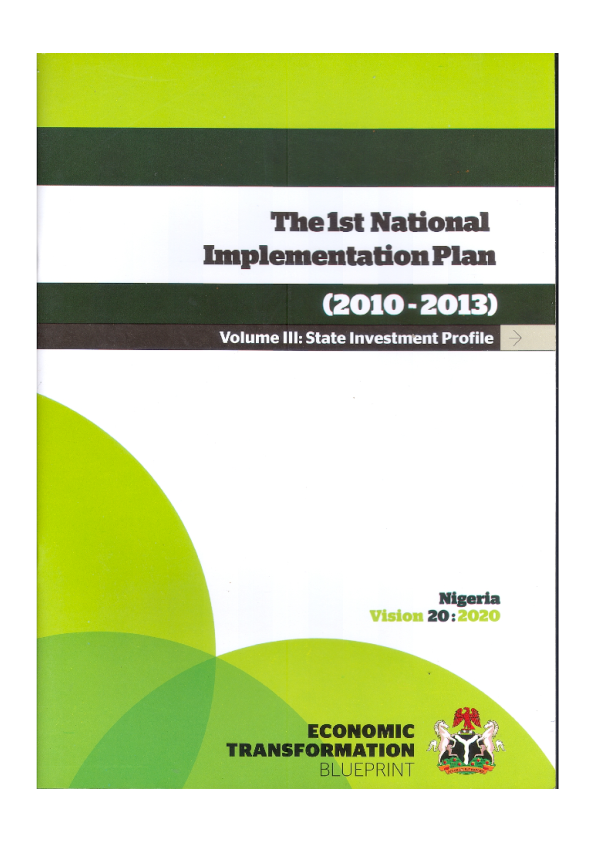 The 1st National
Implementation Plan
(2010 - 2013)
Volume III: State Investment Profile
Nigeria
Vision 20:2020
ECONOMIC
TRANSFORMATION
BLUEPRINT